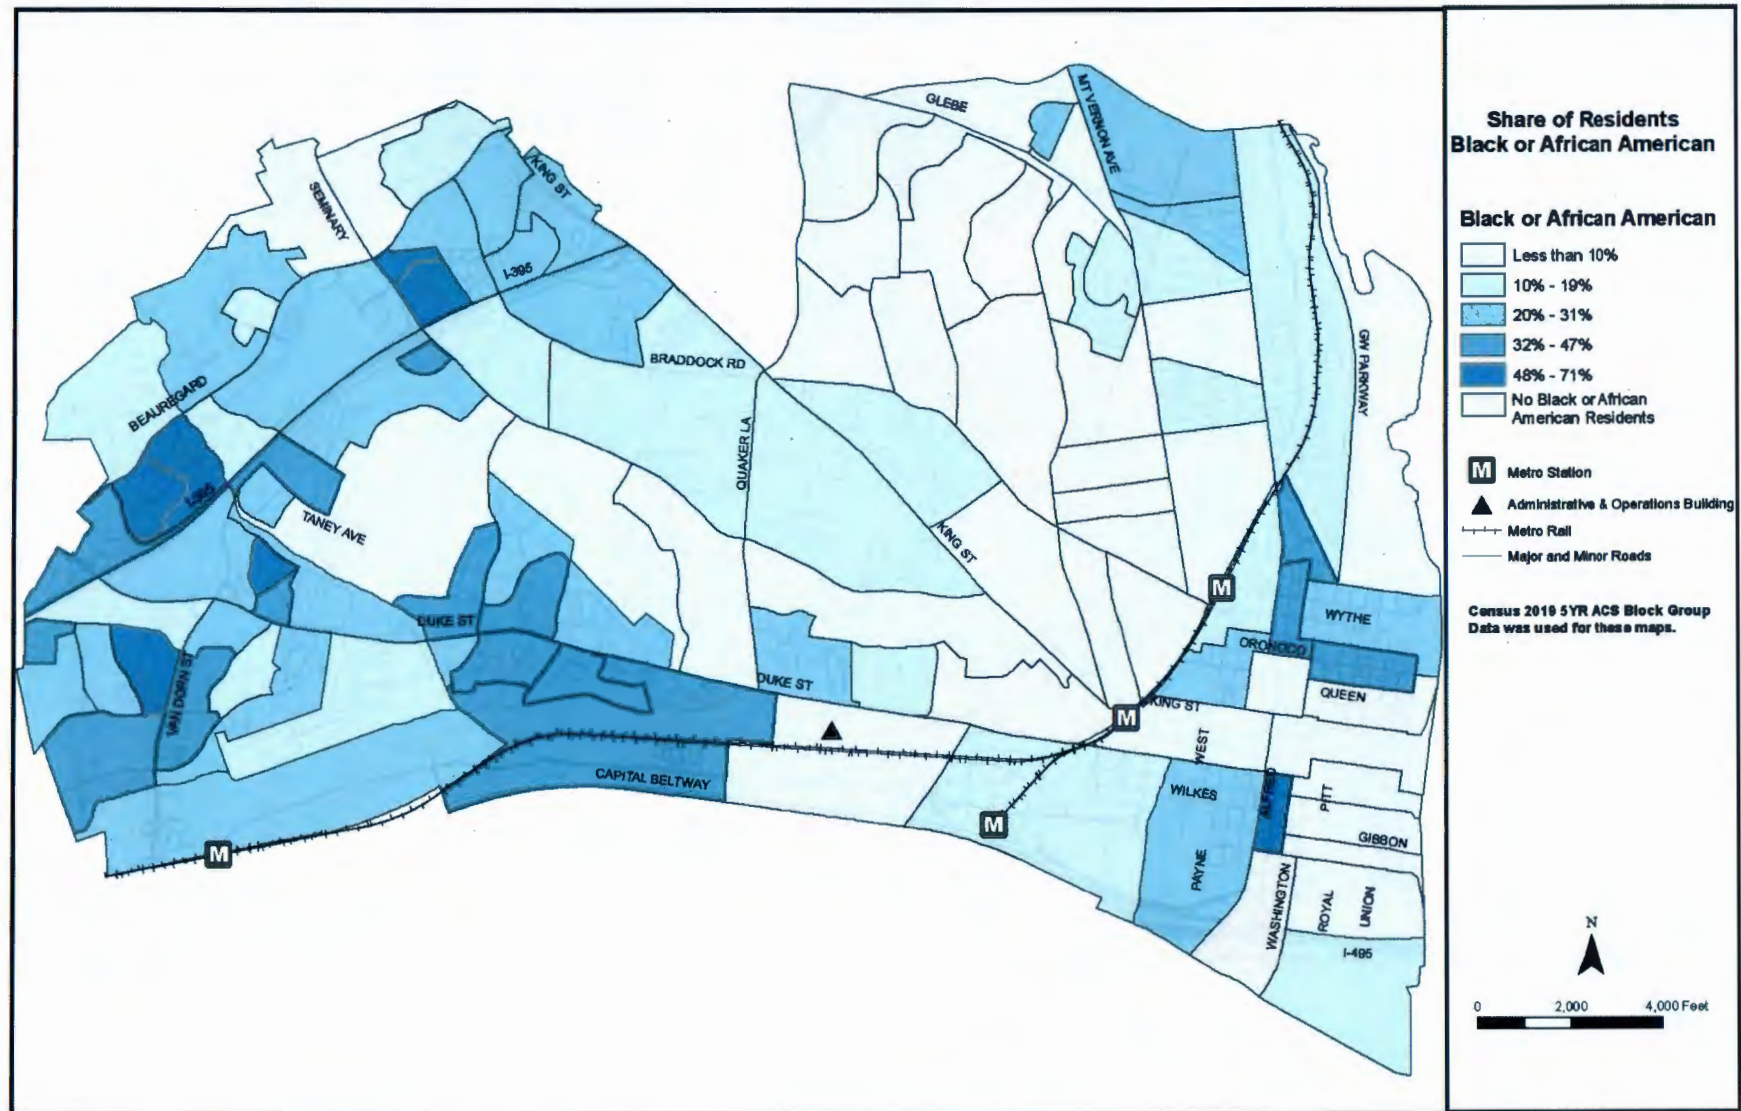 GLEBE
MT VERNON AVE
KING ST
SEMINARY
I-395
BRADDOCK RD
GW PARKWAY
BEAUREGARD
QUAKER LA
I-395
TANEY AVE
KING ST
DUKE ST
WYTHE
ORONOCO
VAN DORN ST
DUKE ST
QUEEN
KING ST
WEST
CAPITAL BELTWAY
WILKES
ALFRED
PITT
GIBBON
PAYNE
WASHINGTON
ROYAL
UNION
I-495
M
M
M
M
Share of Residents
Black or African American
Black or African American
Less than 10%
10% - 19%
20% - 31%
32% - 47%
48% - 71%
No Black or African
American Residents
M Metro Station
Administrative & Operations Building
Metro Rail
Major and Minor Roads
Census 2019 5YR ACS Block Group
Data was used for these maps.
N
0 2,000 4,000 Feet